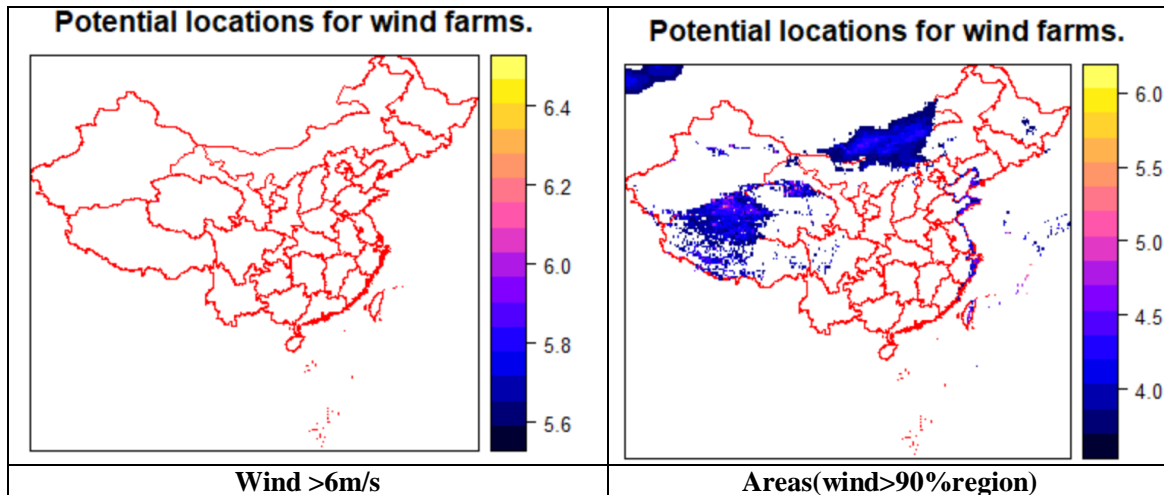 Potential locations for wind farms.
6.4
6.2
6.0
5.8
5.6
Wind >6m/s
Potential locations for wind farms.
6.0
5.5
5.0
4.5
4.0
Areas(wind>90%region)